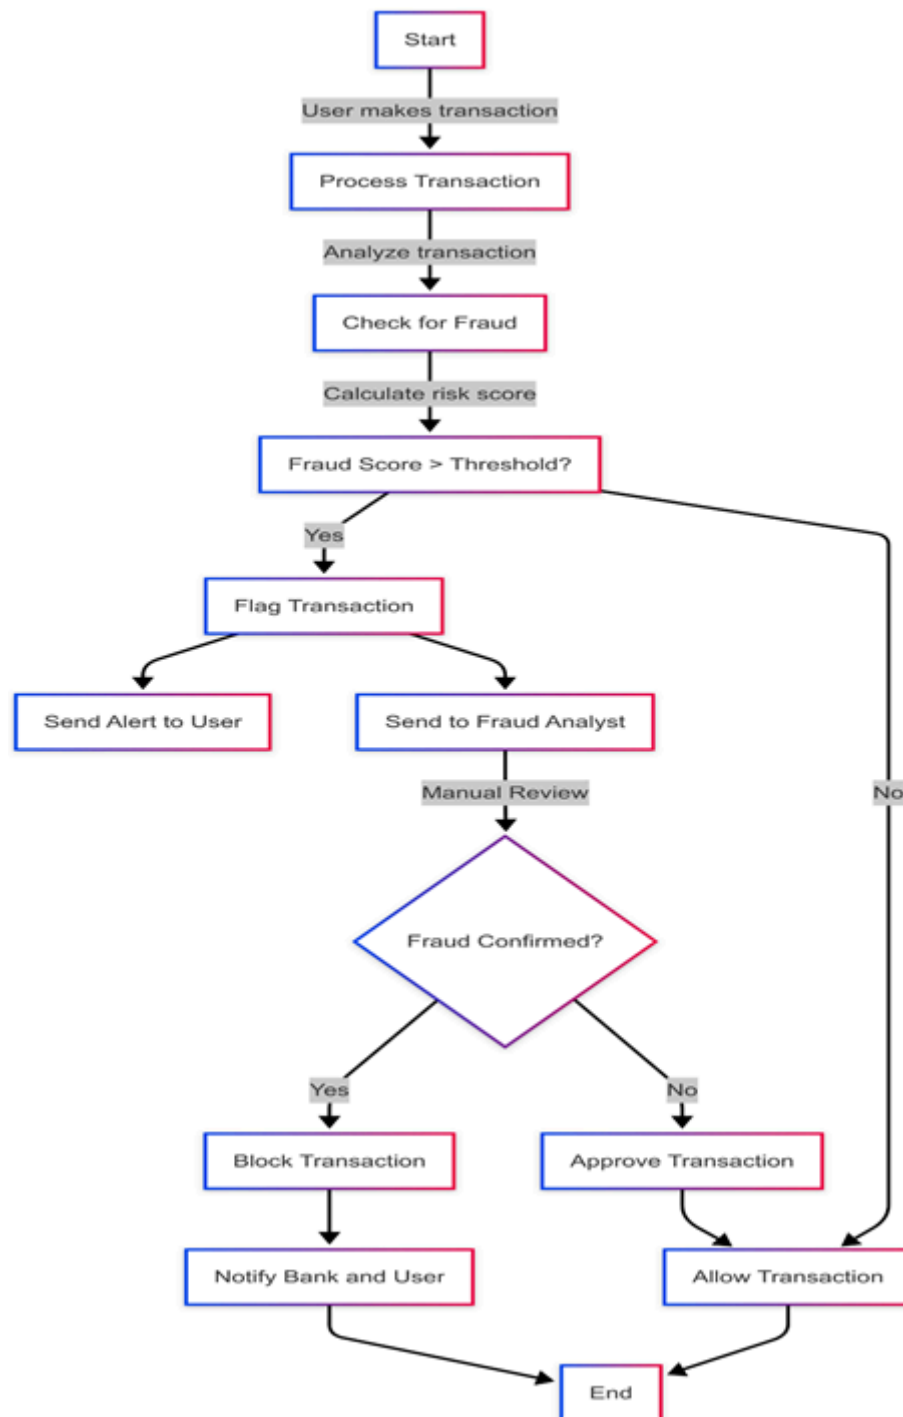 Start
User makes transaction
Process Transaction
Analyze transaction
Check for Fraud
Calculate risk score
Fraud Score > Threshold?
Yes
Flag Transaction
Send Alert to User
Send to Fraud Analyst
Manual Review
No
Fraud Confirmed?
Yes
No
Block Transaction
Approve Transaction
Notify Bank and User
Allow Transaction
End